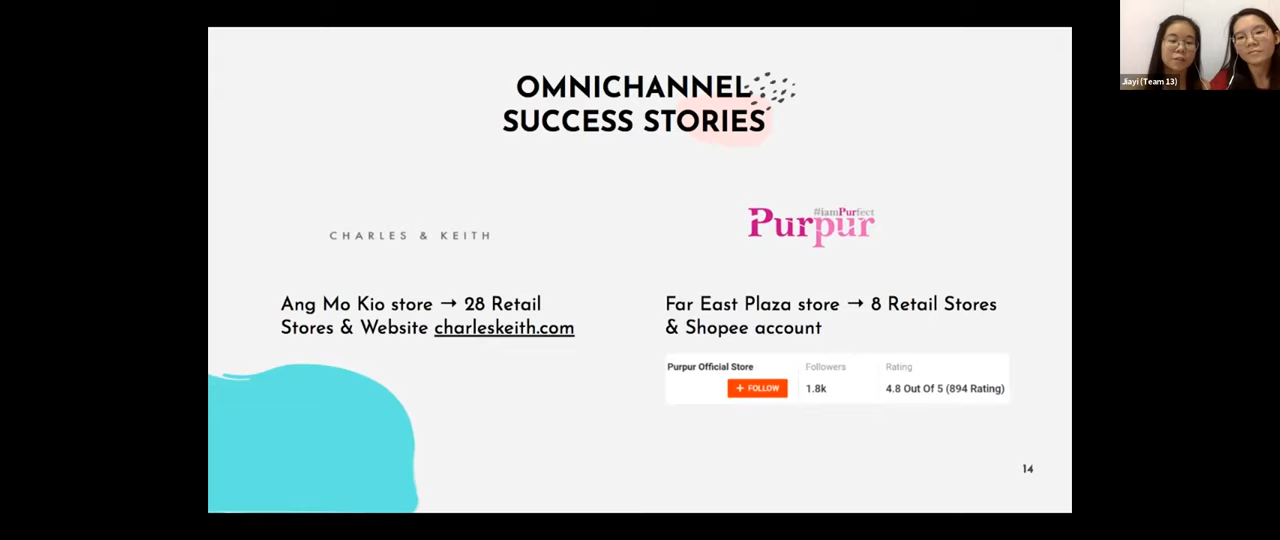 OMNICHANNEL
SUCCESS STORIES
CHARLES & KEITH
Ang Mo Kio store → 28 Retail
Stores & Website charleskeith.com
#iamPurfect
Purpur
Far East Plaza store → 8 Retail Stores
& Shopee account
Purpur Official Store
+ FOLLOW
Followers
1.8k
Rating
4.8 Out Of 5 (894 Rating)
14
Jiayi (Team 13)